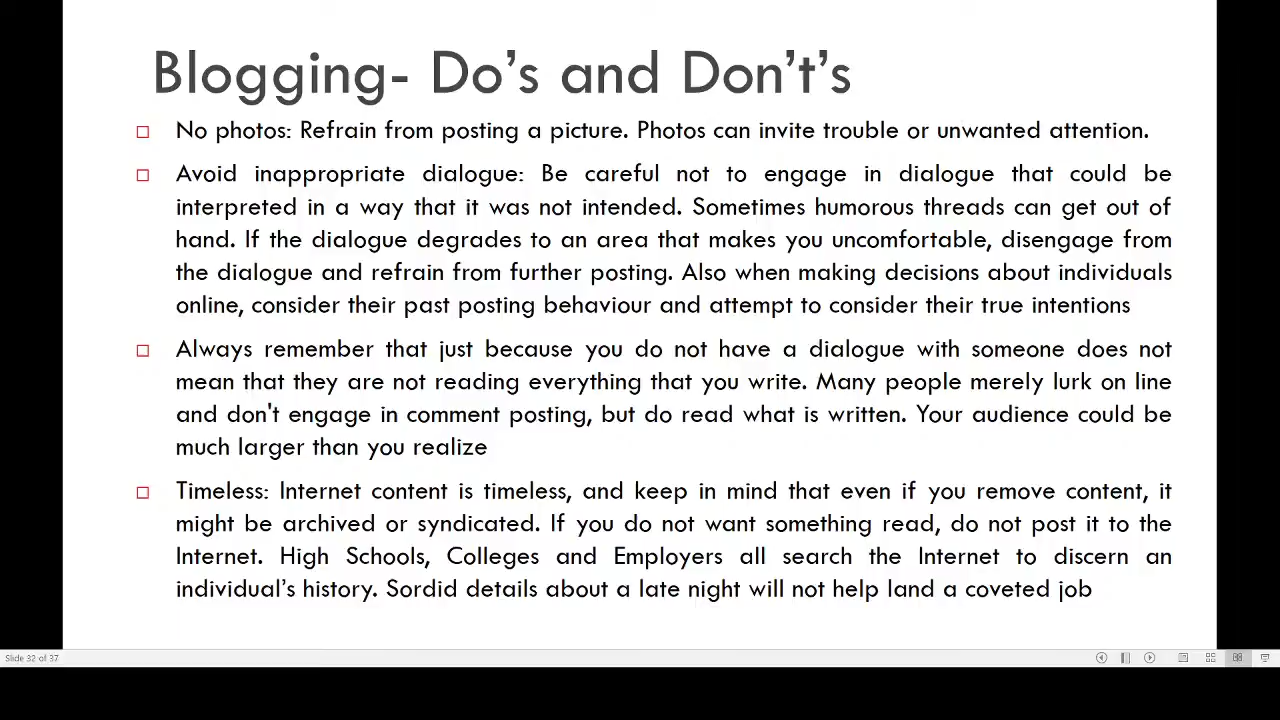 Blogging- Do's and Don't's
No photos: Refrain from posting a picture. Photos can invite trouble or unwanted attention.
Avoid inappropriate dialogue: Be careful not to engage in dialogue that could be
interpreted in a way that it was not intended. Sometimes humorous threads can get out of
hand. If the dialogue degrades to an area that makes you uncomfortable, disengage from
the dialogue and refrain from further posting. Also when making decisions about individuals
online, consider their past posting behaviour and attempt to consider their true intentions
Always remember that just because you do not have a dialogue with someone does not
mean that they are not reading everything that you write. Many people merely lurk on line
and don't engage in comment posting, but do read what is written. Your audience could be
much larger than you realize
Timeless: Internet content is timeless, and keep in mind that even if you remove content, it
might be archived or syndicated. If you do not want something read, do not post it to the
Internet. High Schools, Colleges and Employers all search the Internet to discern an
individual's history. Sordid details about a late night will not help land a coveted job
Slide 32 of 37